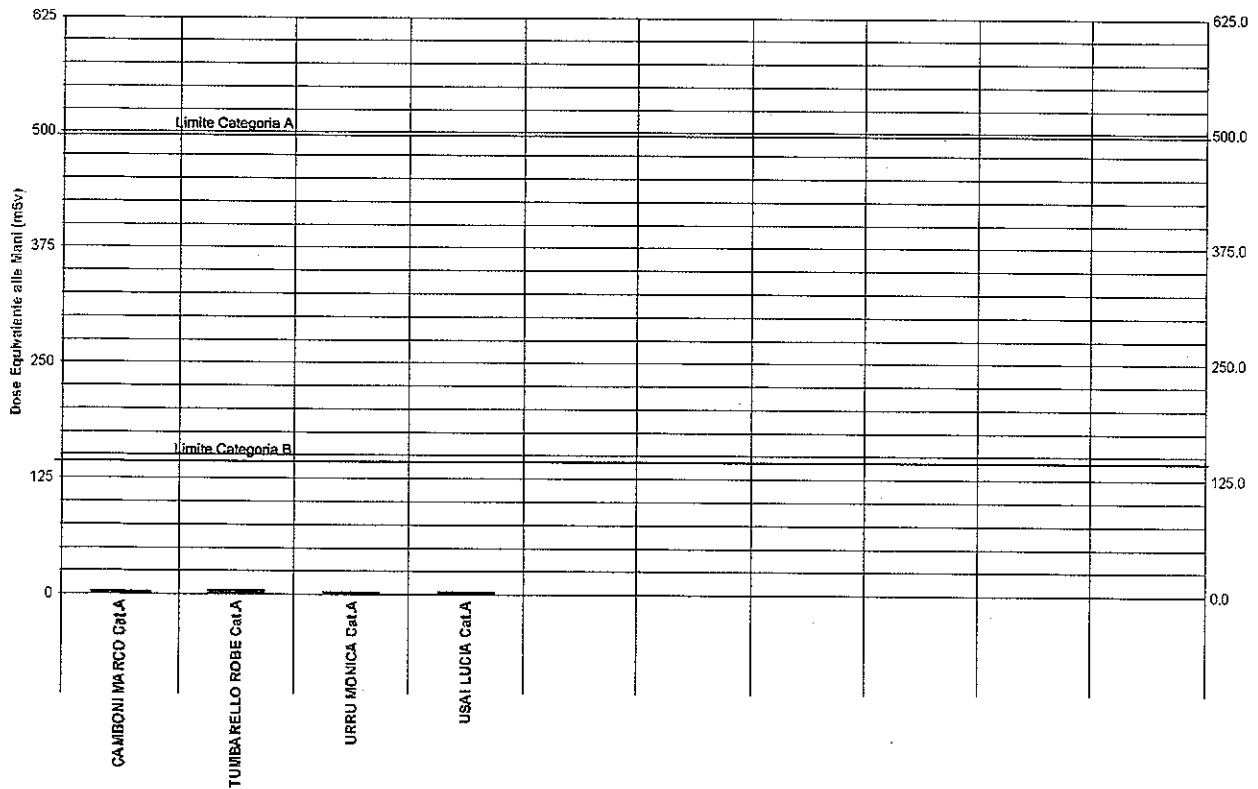 625
625.0
Limite Categoria A
500
500.0
Dose Equivalente alle Mani (mSv)
375
375.0
250
250.0
Limite Categoria B
125
125.0
0
0.0
CAMBONI MARCO Cat.A
TUMBARELLO ROBE Cat.A
URRU MONICA Cat.A
USAI LUCIA Cat.A